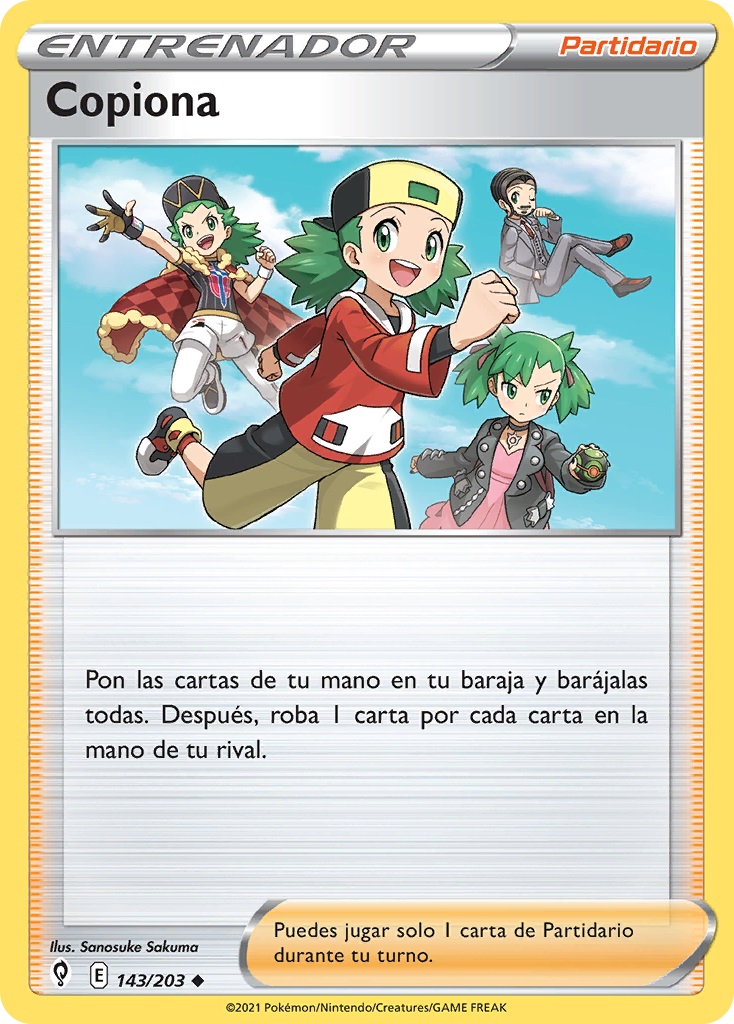 ENTRENADOR
Partidario
Copiona
Pon las cartas de tu mano en tu baraja y barájalas
todas. Después, roba 1 carta por cada carta en la
mano de tu rival.
Puedes jugar solo 1 carta de Partidario
durante tu turno.
Ilus. Sanosuke Sakuma
E 143/203
©2021 Pokémon/Nintendo/Creatures/GAME FREAK